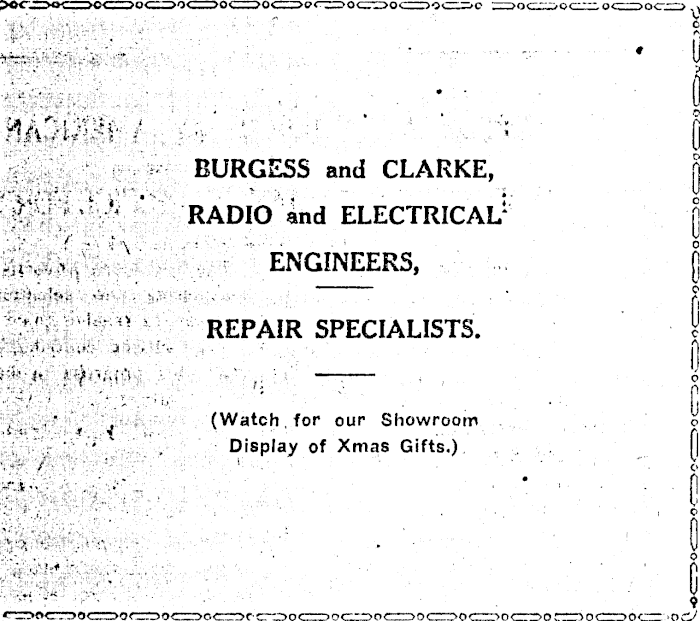 BURGESS and CLARKE,
RADIO and ELECTRICAL
ENGINEERS,
REPAIR SPECIALISTS.
(Watch for our Showroom
Display of Xmas Gifts.)